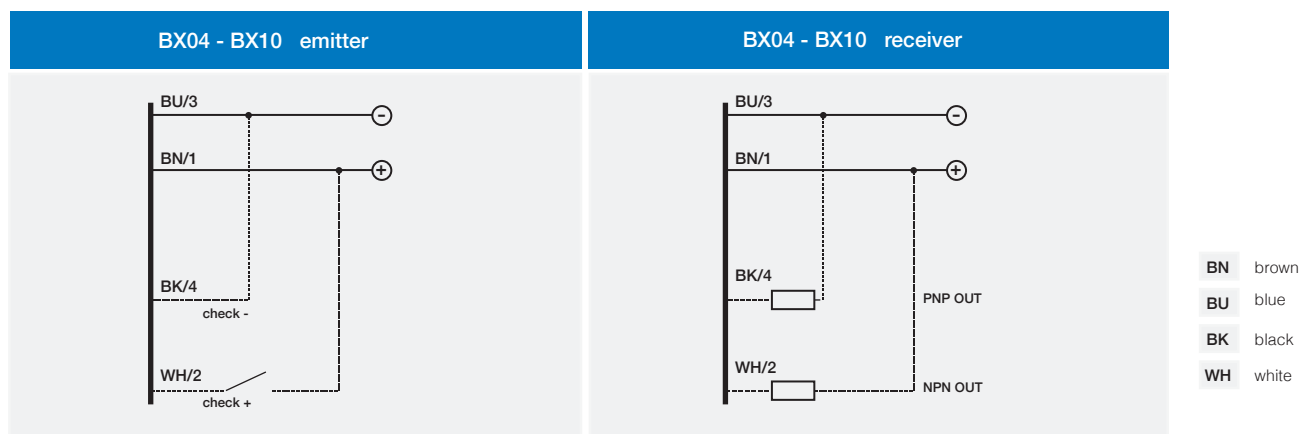 BX04 - BX10 emitter
BU/3
-
BN/1
+
BK/4
check -
WH/2
check +
BX04 - BX10 receiver
BU/3
-
BN/1
+
BK/4
PNP OUT
WH/2
NPN OUT
BN brown
BU blue
BK black
WH white